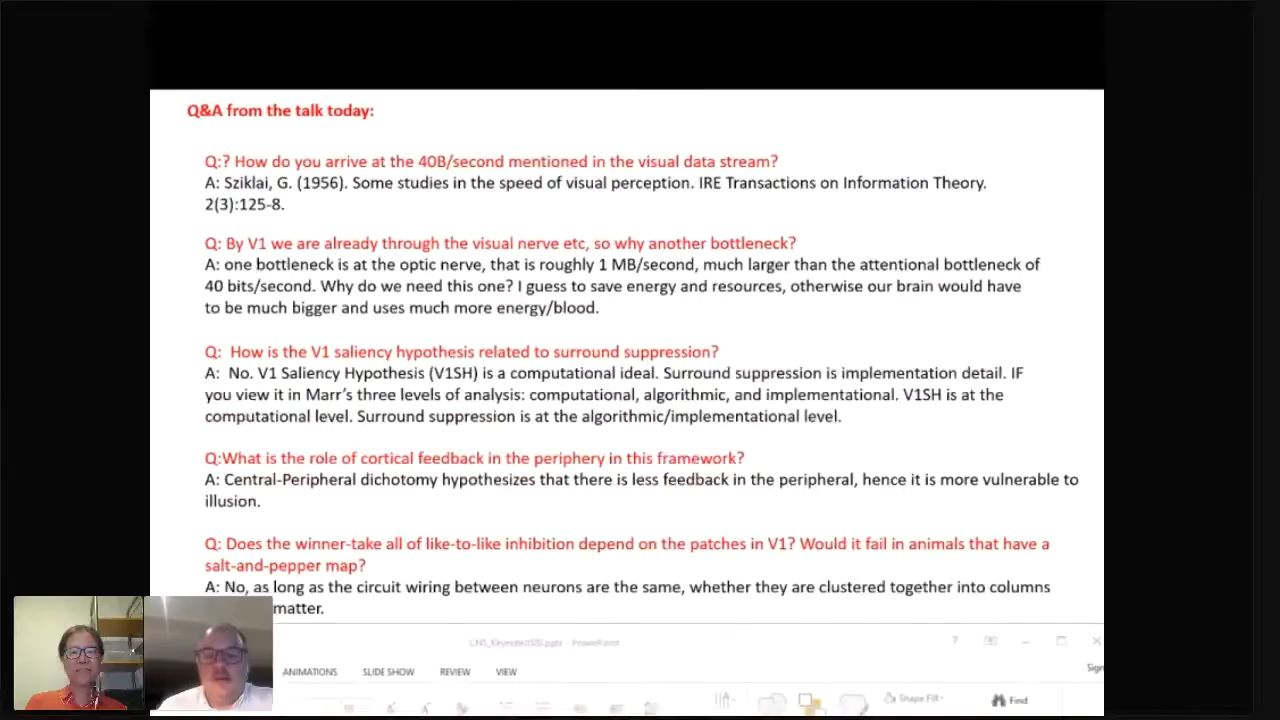 Q&A from the talk today:
Q:? How do you arrive at the 40B/second mentioned in the visual data stream?
A: Sziklai, G. (1956). Some studies in the speed of visual perception. IRE Transactions on Information Theory.
2(3):125-8.
Q: By V1 we are already through the visual nerve etc, so why another bottleneck?
A: one bottleneck is at the optic nerve, that is roughly 1 MB/second, much larger than the attentional bottleneck of
40 bits/second. Why do we need this one? I guess to save energy and resources, otherwise our brain would have
to be much bigger and uses much more energy/blood.
Q: How is the V1 saliency hypothesis related to surround suppression?
A: No. V1 Saliency Hypothesis (V1SH) is a computational ideal. Surround suppression is implementation detail. IF
you view it in Marr's three levels of analysis: computational, algorithmic, and implementational. V1SH is at the
computational level. Surround suppression is at the algorithmic/implementational level.
Q:What is the role of cortical feedback in the periphery in this framework?
A: Central-Peripheral dichotomy hypothesizes that there is less feedback in the peripheral, hence it is more vulnerable to
illusion.
Q: Does the winner-take all of like-to-like inhibition depend on the patches in V1? Would it fail in animals that have a
salt-and-pepper map?
A: No, as long as the circuit wiring between neurons are the same, whether they are clustered together into columns
matter.
PowerPoint
ANIMATIONS SLIDE SHOW REVIEW VIEW
Sign
Shape Fill
Find